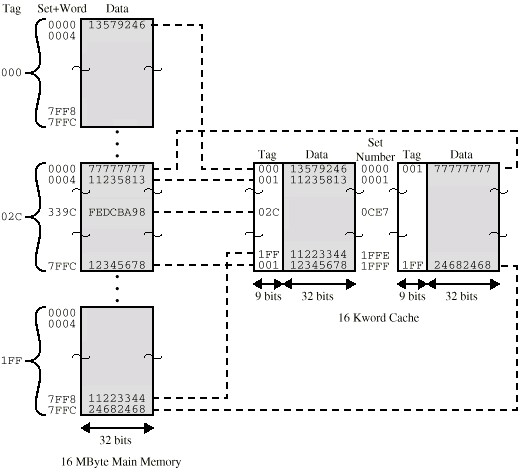 Tag Set+Word Data
0000 13579246
0004
000
7FF8
7FFC
0000 77777777
0004 11235813
02C 339C FEDCBA98
7FFC 12345678
0000
0004
1FF
7FF8 11223344
7FFC 24682468
32 bits
16 MByte Main Memory
Tag Data Set Number Tag Data
000 13579246 0000 001 77777777
001 11235813 0001
02C FEDCBA98 0CE7
1FF 11223344 1FFE
001 12345678 1FFF 1FF 24682468
9 bits 32 bits 9 bits 32 bits
16 Kword Cache